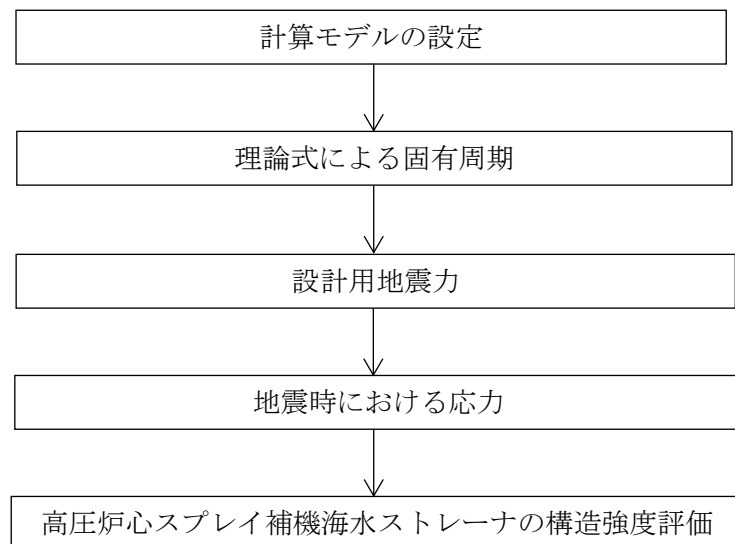 計算モデルの設定
理論式による固有周期
設計用地震力
地震時における応力
高圧炉心スプレイ補機海水ストレーナの構造強度評価